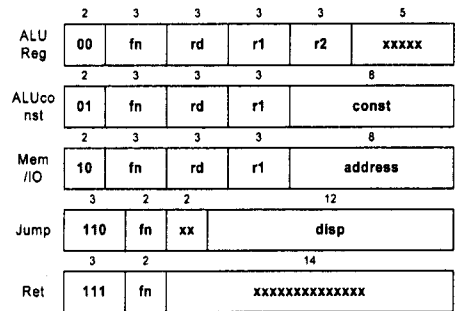 2 3 3 3 3 5
ALU Reg 00 fn rd r1 r2 xxxxx
2 3 3 3 8
ALUco nst 01 fn rd r1 const
2 3 3 3 8
Mem /IO 10 fn rd r1 address
3 2 2 12
Jump 110 fn xx disp
3 2 14
Ret 111 fn xxxxxxxxxxxxxx